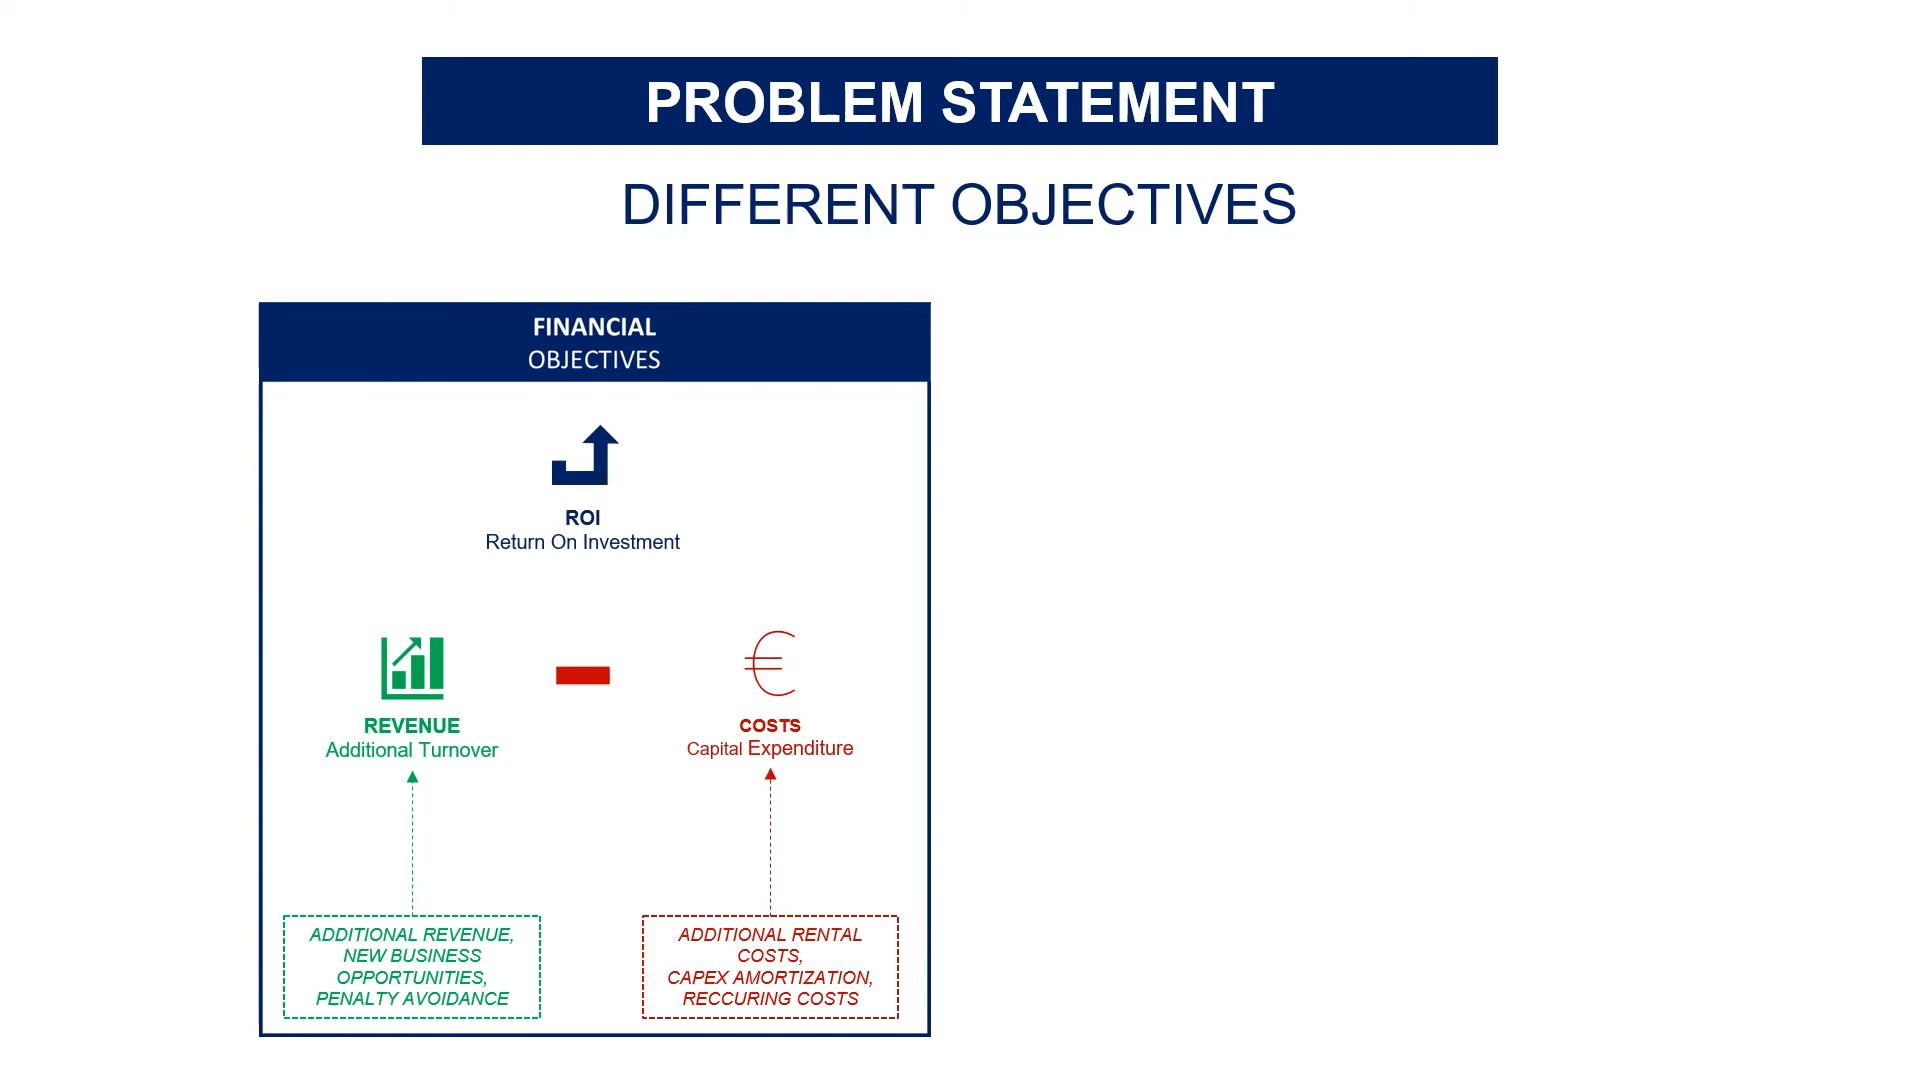 PROBLEM STATEMENT
DIFFERENT OBJECTIVES
FINANCIAL
OBJECTIVES
ROI
Return On Investment
REVENUE
Additional Turnover
€
COSTS
Capital Expenditure
ADDITIONAL REVENUE,
NEW BUSINESS
OPPORTUNITIES,
PENALTY AVOIDANCE
ADDITIONAL RENTAL
COSTS,
CAPEX AMORTIZATION,
RECCURING COSTS